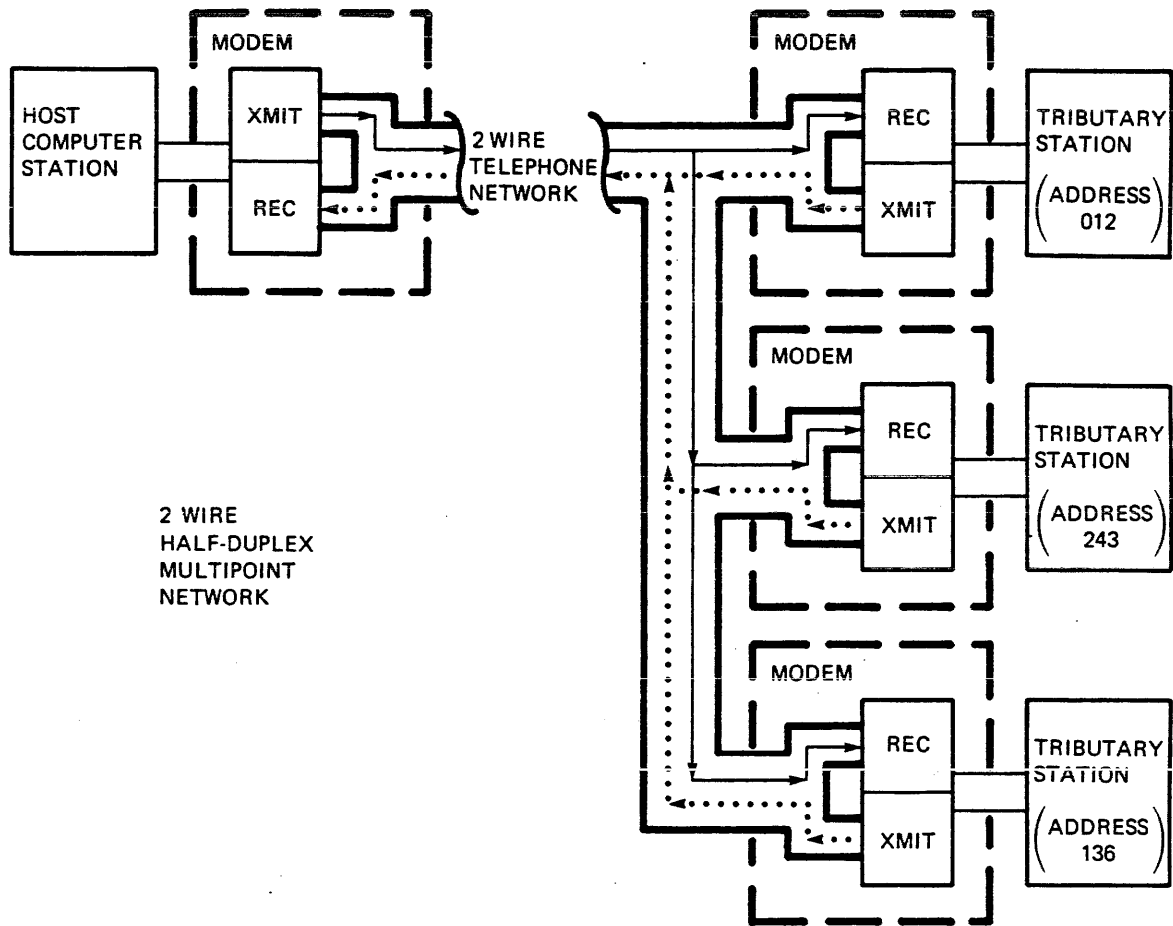 MODEM
HOST
COMPUTER
STATION
XMIT
REC
2 WIRE
TELEPHONE
NETWORK
MODEM
REC
XMIT
TRIBUTARY
STATION
(ADDRESS
012)
MODEM
REC
XMIT
TRIBUTARY
STATION
(ADDRESS
243)
2 WIRE
HALF-DUPLEX
MULTIPOINT
NETWORK
MODEM
REC
XMIT
TRIBUTARY
STATION
(ADDRESS
136)